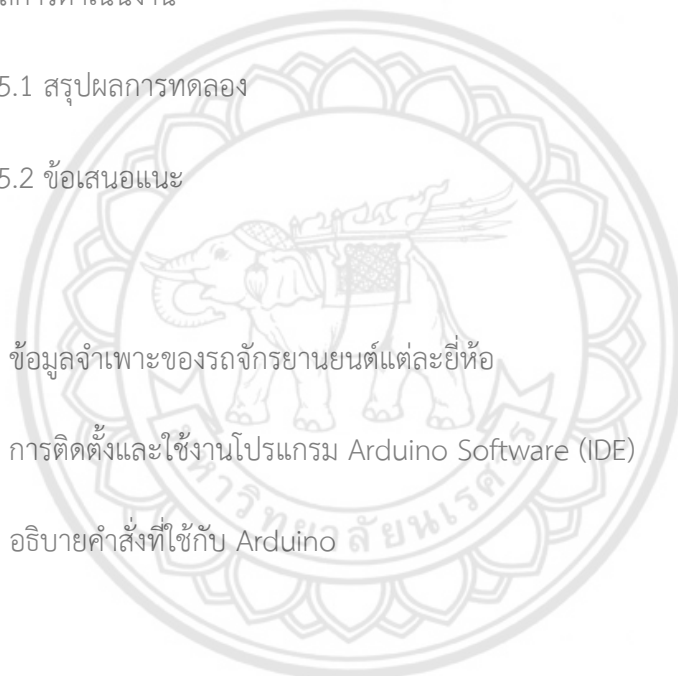 5.1 สรุปผลการทดลอง
5.2 ข้อเสนอแนะ
ข้อมูลจำเพาะของรถจักรยานยนต์แต่ละยี่ห้อ
การติดตั้งและใช้งานโปรแกรม Arduino Software (IDE)
อธิบายคำสั่งที่ใช้กับ Arduino